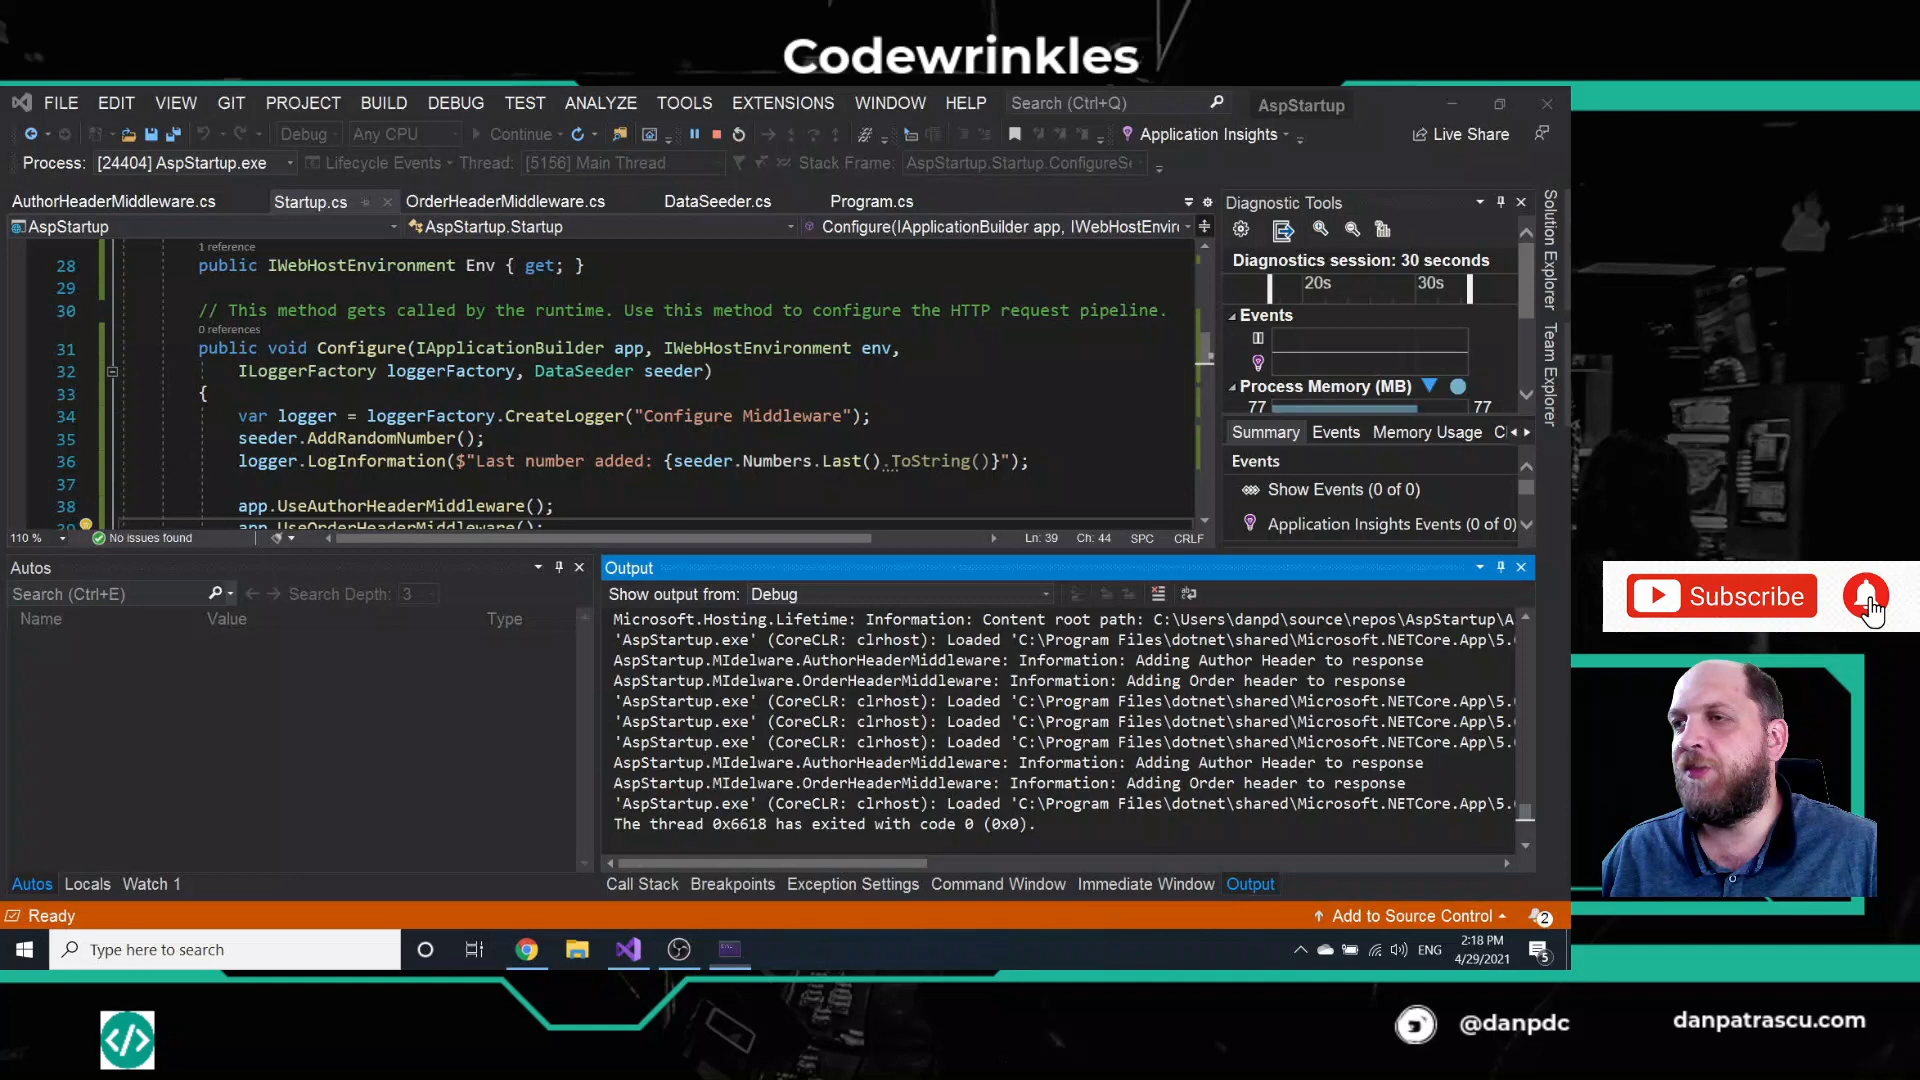 Codewrinkles
FILE EDIT VIEW GIT PROJECT BUILD DEBUG TEST ANALYZE TOOLS EXTENSIONS WINDOW HELP Search (Ctrl+Q) AspStartup
Debug Any CPU Continue Application Insights Live Share
Process: [24404] AspStartup.exe Lifecycle Events Thread: [5156] Main Thread Stack Frame: AspStartup.Startup.ConfigureSe
AuthorHeaderMiddleware.cs Startup.cs OrderHeaderMiddleware.cs DataSeeder.cs Program.cs
AspStartup AspStartup.Startup Configure(IApplicationBuilder app, IWebHostEnvir
1 reference
28 public IWebHostEnvironment Env { get; }
29
30 // This method gets called by the runtime. Use this method to configure the HTTP request pipeline.
0 references
31 public void Configure(IApplicationBuilder app, IWebHostEnvironment env,
32 ILoggerFactory loggerFactory, DataSeeder seeder)
33 {
34 var logger = loggerFactory.CreateLogger("Configure Middleware");
35 seeder.AddRandomNumber();
36 logger.LogInformation($"Last number added: {seeder.Numbers.Last().ToString()}");
37
38 app.UseAuthorHeaderMiddleware();
39 app.UseOrderHeaderMiddleware();
110 % No issues found Ln: 39 Ch: 44 SPC CRLF
Diagnostic Tools
Diagnostics session: 30 seconds
20s 30s
Events
Process Memory (MB)
77 77
Summary Events Memory Usage C
Events
Show Events (0 of 0)
Application Insights Events (0 of 0)
Solution Explorer
Team Explorer
Autos
Search (Ctrl+E) Search Depth: 3
Name Value Type
Autos Locals Watch 1
Output
Show output from: Debug
Microsoft.Hosting.Lifetime: Information: Content root path: C:\Users\danpd\source\repos\AspStartup\A
'AspStartup.exe' (CoreCLR: clrhost): Loaded 'C:\Program Files\dotnet\shared\Microsoft.NETCore.App\5.
AspStartup.MIdelware.AuthorHeaderMiddleware: Information: Adding Author Header to response
AspStartup.MIdelware.OrderHeaderMiddleware: Information: Adding Order header to response
'AspStartup.exe' (CoreCLR: clrhost): Loaded 'C:\Program Files\dotnet\shared\Microsoft.NETCore.App\5.
'AspStartup.exe' (CoreCLR: clrhost): Loaded 'C:\Program Files\dotnet\shared\Microsoft.NETCore.App\5.
'AspStartup.exe' (CoreCLR: clrhost): Loaded 'C:\Program Files\dotnet\shared\Microsoft.NETCore.App\5.
AspStartup.MIdelware.AuthorHeaderMiddleware: Information: Adding Author Header to response
AspStartup.MIdelware.OrderHeaderMiddleware: Information: Adding Order header to response
'AspStartup.exe' (CoreCLR: clrhost): Loaded 'C:\Program Files\dotnet\shared\Microsoft.NETCore.App\5.
The thread 0x6618 has exited with code 0 (0x0).
Call Stack Breakpoints Exception Settings Command Window Immediate Window Output
Ready Add to Source Control 2
Type here to search ENG 2:18 PM
4/29/2021 5
Subscribe
</> @danpdc danpatrascu.com